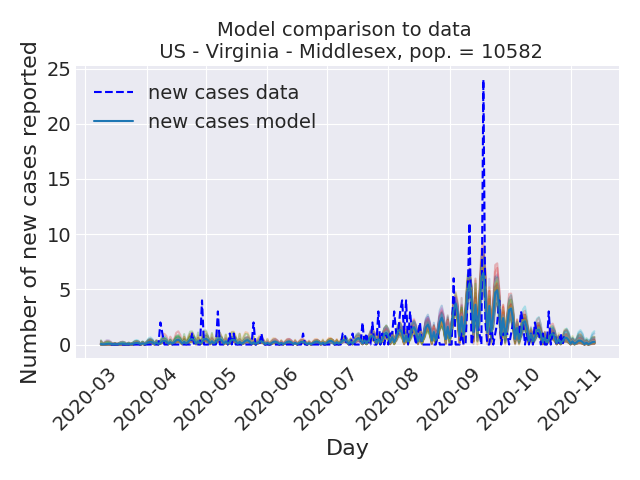 Model comparison to data
US - Virginia - Middlesex, pop. = 10582
Number of new cases reported
25
20
15
10
5
0
new cases data
new cases model
2020-03
2020-04
2020-05
2020-06
2020-07
2020-08
2020-09
2020-10
2020-11
Day